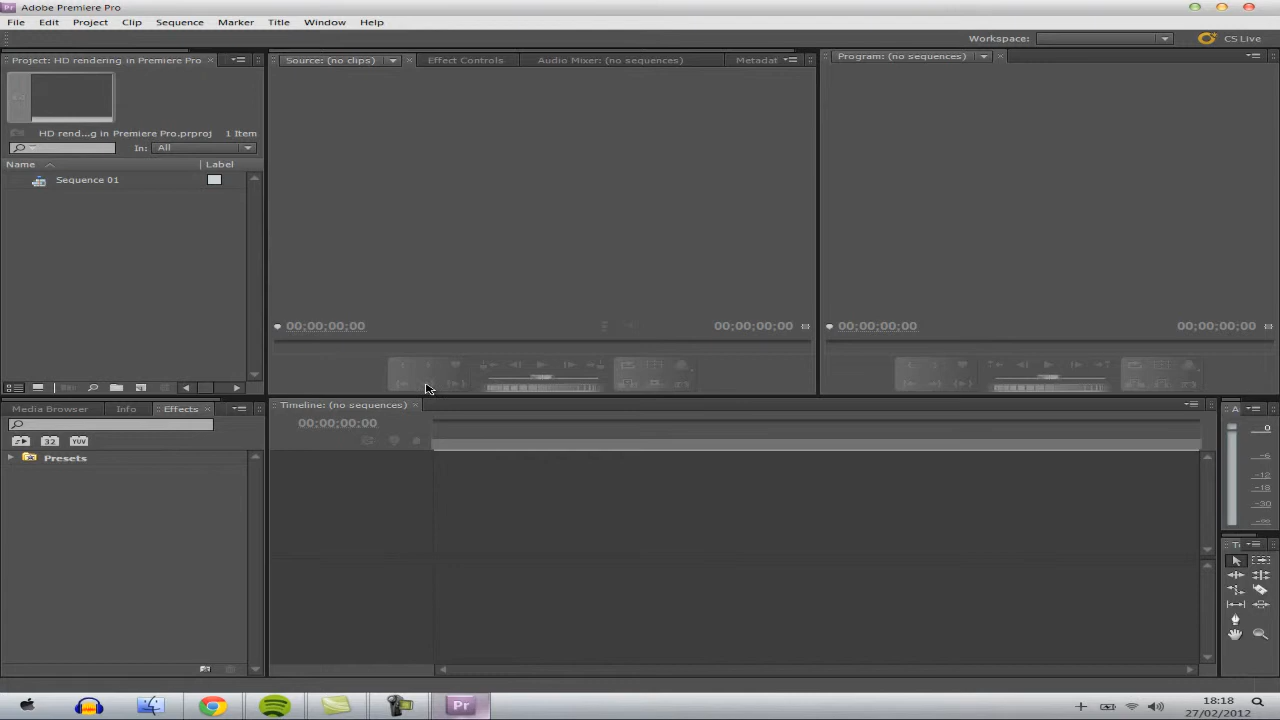 Adobe Premiere Pro
File Edit Project Clip Sequence Marker Title Window Help
Workspace: CS Live
Project: HD rendering in Premiere Pro
Source: (no clips) Effect Controls Audio Mixer: (no sequences) Metadat
Program: (no sequences)
HD rend...g in Premiere Pro.prproj 1 Item
In: All
Name Label
Sequence 01
00;00;00;00 00;00;00;00
00;00;00;00 00;00;00;00
Media Browser Info Effects
32 YUV
Presets
Timeline: (no sequences)
00;00;00;00
A
0
-6
-12
-18
-30
-∞
Pr
18:18
27/02/2012